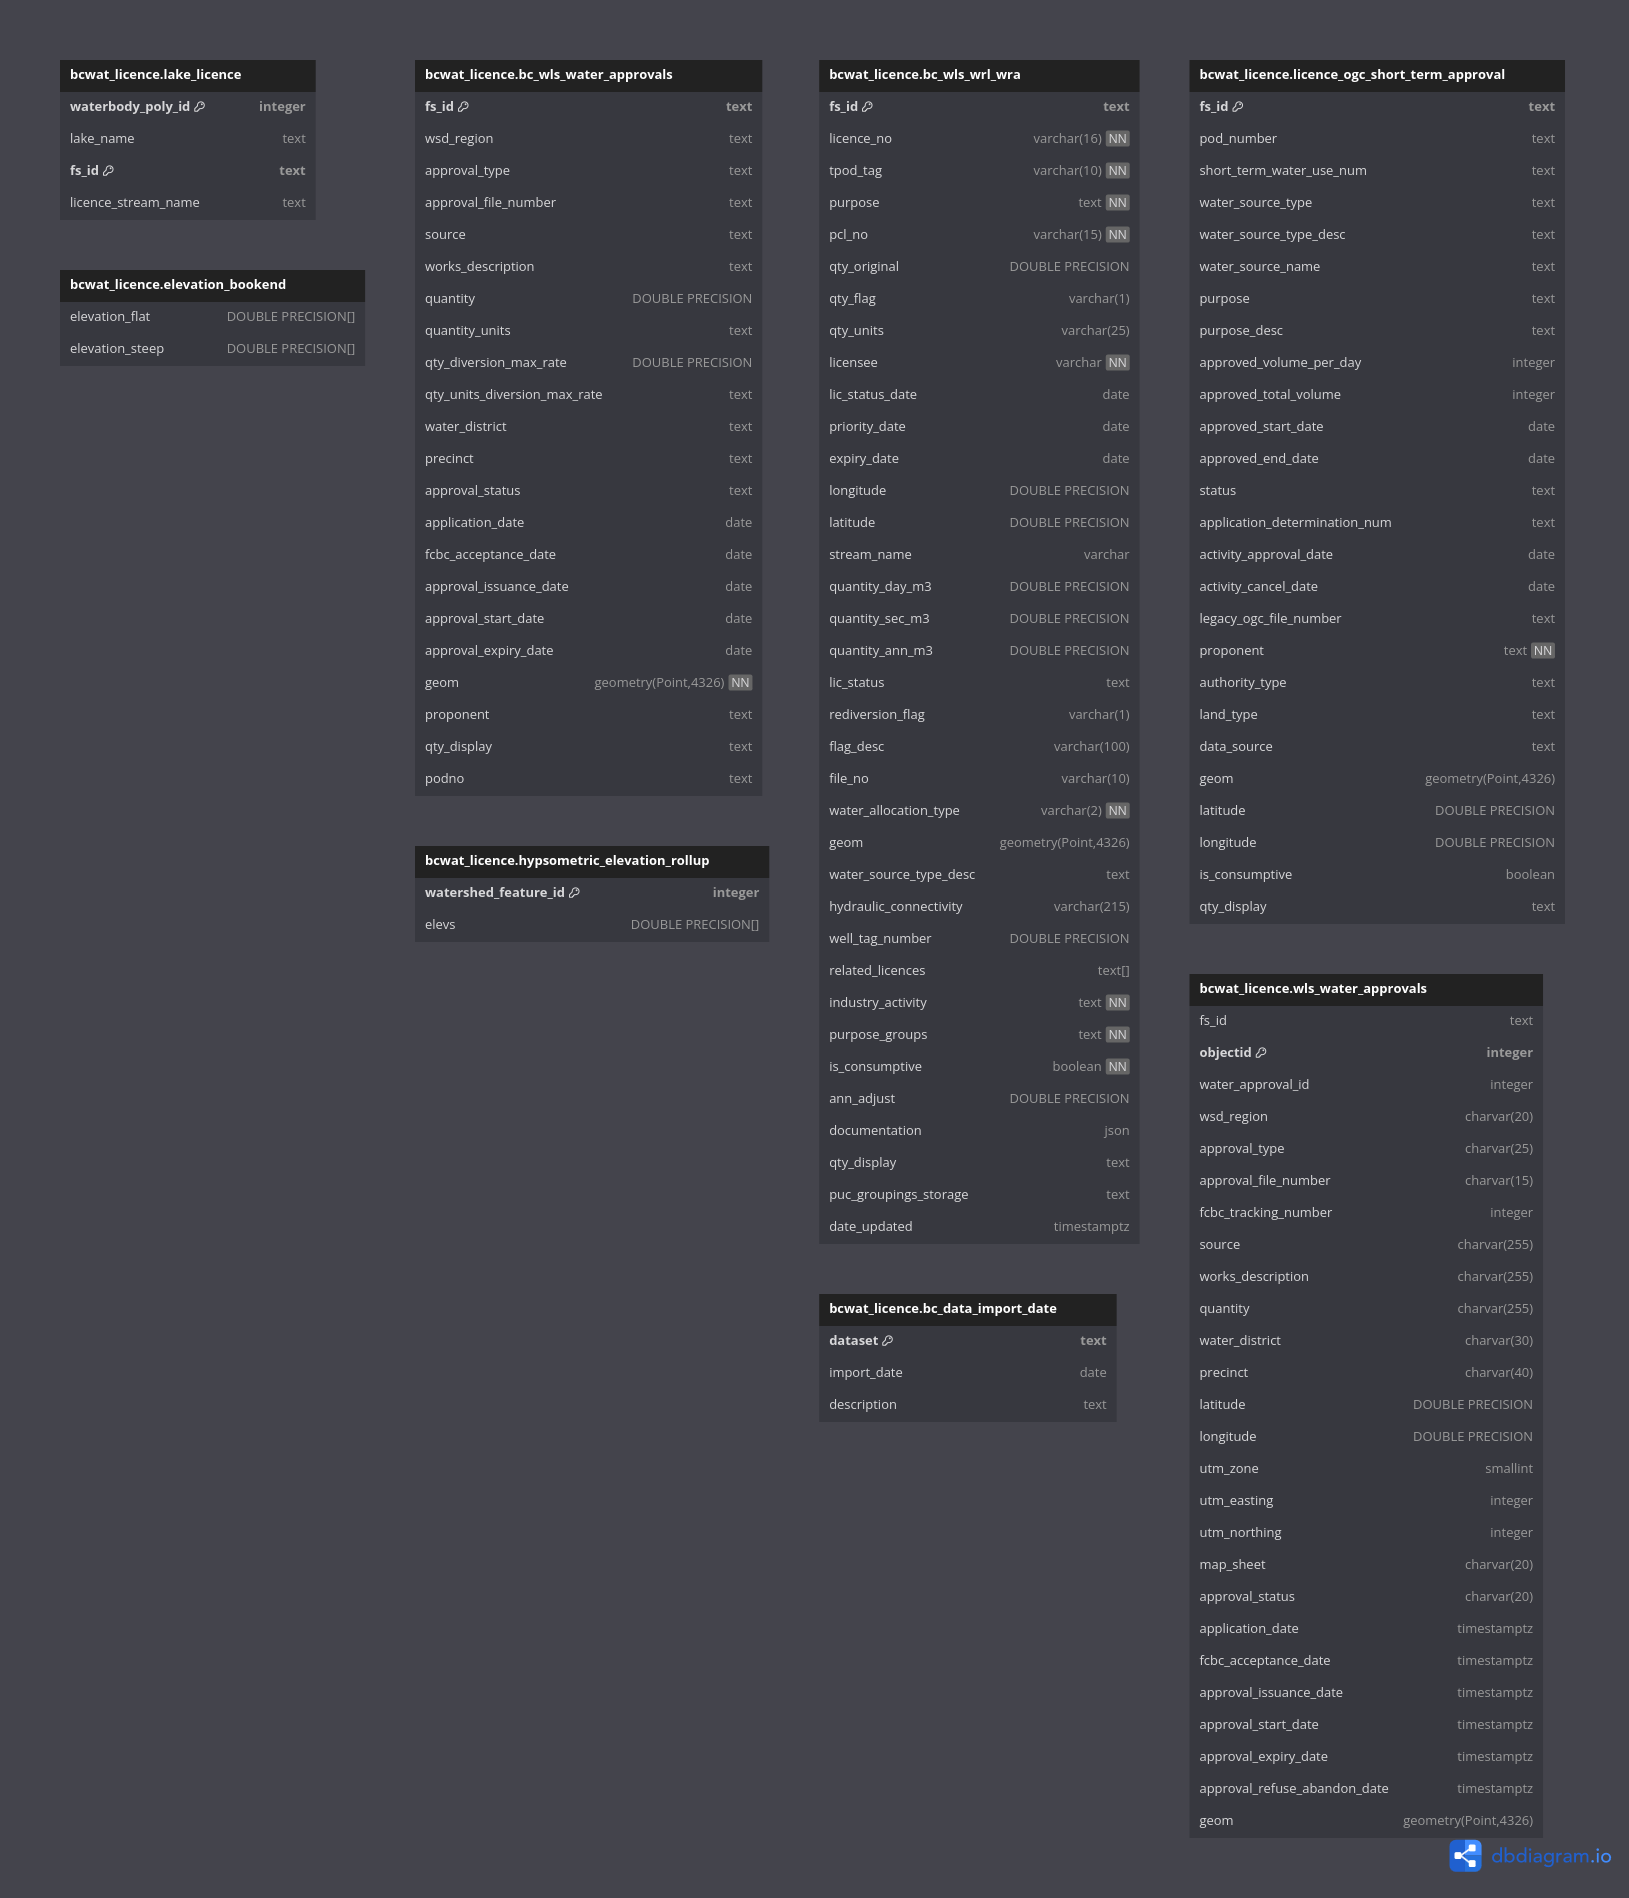 bcwat_licence.lake_licence
waterbody_poly_id integer
lake_name text
fs_id text
licence_stream_name text
bcwat_licence.elevation_bookend
elevation_flat DOUBLE PRECISION[]
elevation_steep DOUBLE PRECISION[]
bcwat_licence.bc_wls_water_approvals
fs_id text
wsd_region text
approval_type text
approval_file_number text
source text
works_description text
quantity DOUBLE PRECISION
quantity_units text
qty_diversion_max_rate DOUBLE PRECISION
qty_units_diversion_max_rate text
water_district text
precinct text
approval_status text
application_date date
fcbc_acceptance_date date
approval_issuance_date date
approval_start_date date
approval_expiry_date date
geom geometry(Point,4326) NN
proponent text
qty_display text
podno text
bcwat_licence.hypsometric_elevation_rollup
watershed_feature_id integer
elevs DOUBLE PRECISION[]
bcwat_licence.bc_wls_wrl_wra
fs_id text
licence_no varchar(16) NN
tpod_tag varchar(10) NN
purpose text NN
pcl_no varchar(15) NN
qty_original DOUBLE PRECISION
qty_flag varchar(1)
qty_units varchar(25)
licensee varchar NN
lic_status_date date
priority_date date
expiry_date date
longitude DOUBLE PRECISION
latitude DOUBLE PRECISION
stream_name varchar
quantity_day_m3 DOUBLE PRECISION
quantity_sec_m3 DOUBLE PRECISION
quantity_ann_m3 DOUBLE PRECISION
lic_status text
rediversion_flag varchar(1)
flag_desc varchar(100)
file_no varchar(10)
water_allocation_type varchar(2) NN
geom geometry(Point,4326)
water_source_type_desc text
hydraulic_connectivity varchar(215)
well_tag_number DOUBLE PRECISION
related_licences text[]
industry_activity text NN
purpose_groups text NN
is_consumptive boolean NN
ann_adjust DOUBLE PRECISION
documentation json
qty_display text
puc_groupings_storage text
date_updated timestamptz
bcwat_licence.bc_data_import_date
dataset text
import_date date
description text
bcwat_licence.licence_ogc_short_term_approval
fs_id text
pod_number text
short_term_water_use_num text
water_source_type text
water_source_type_desc text
water_source_name text
purpose text
purpose_desc text
approved_volume_per_day integer
approved_total_volume integer
approved_start_date date
approved_end_date date
status text
application_determination_num text
activity_approval_date date
activity_cancel_date date
legacy_ogc_file_number text
proponent text NN
authority_type text
land_type text
data_source text
geom geometry(Point,4326)
latitude DOUBLE PRECISION
longitude DOUBLE PRECISION
is_consumptive boolean
qty_display text
bcwat_licence.wls_water_approvals
fs_id text
objectid integer
water_approval_id integer
wsd_region charvar(20)
approval_type charvar(25)
approval_file_number charvar(15)
fcbc_tracking_number integer
source charvar(255)
works_description charvar(255)
quantity charvar(255)
water_district charvar(30)
precinct charvar(40)
latitude DOUBLE PRECISION
longitude DOUBLE PRECISION
utm_zone smallint
utm_easting integer
utm_northing integer
map_sheet charvar(20)
approval_status charvar(20)
application_date timestamptz
fcbc_acceptance_date timestamptz
approval_issuance_date timestamptz
approval_start_date timestamptz
approval_expiry_date timestamptz
approval_refuse_abandon_date timestamptz
geom geometry(Point,4326)
dbdiagram.io